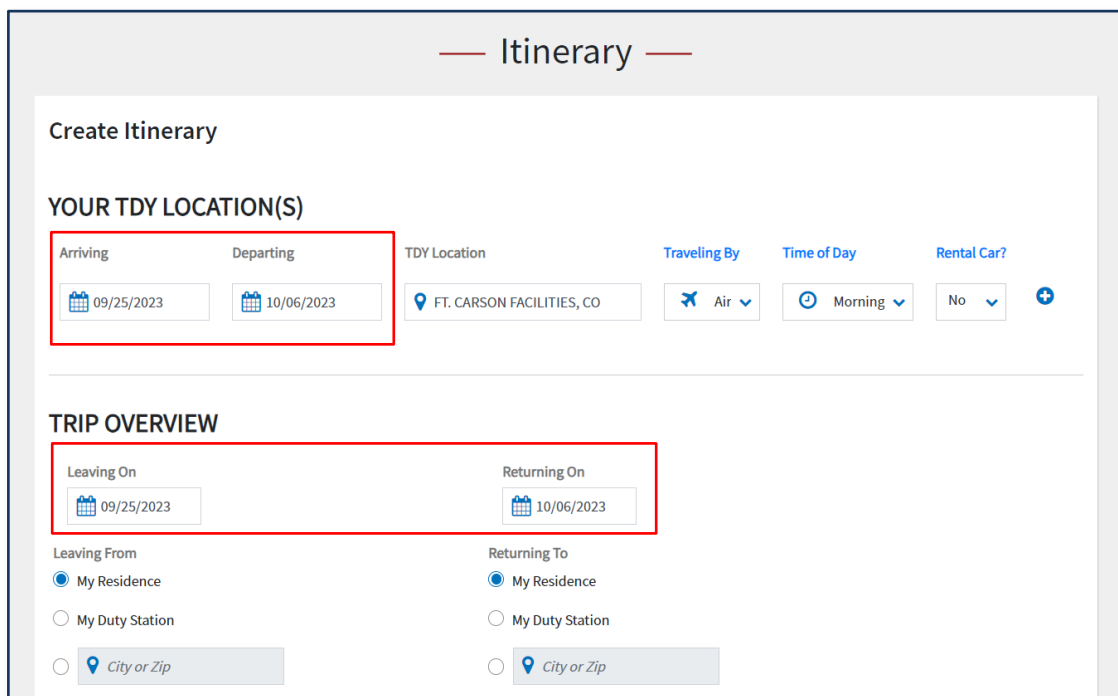 Itinerary
Create Itinerary
YOUR TDY LOCATION(S)
Arriving Departing TDY Location Traveling By Time of Day Rental Car?
09/25/2023 10/06/2023 FT. CARSON FACILITIES, CO Air Morning No
TRIP OVERVIEW
Leaving On Returning On
09/25/2023 10/06/2023
Leaving From Returning To
My Residence My Residence
My Duty Station My Duty Station
City or Zip City or Zip